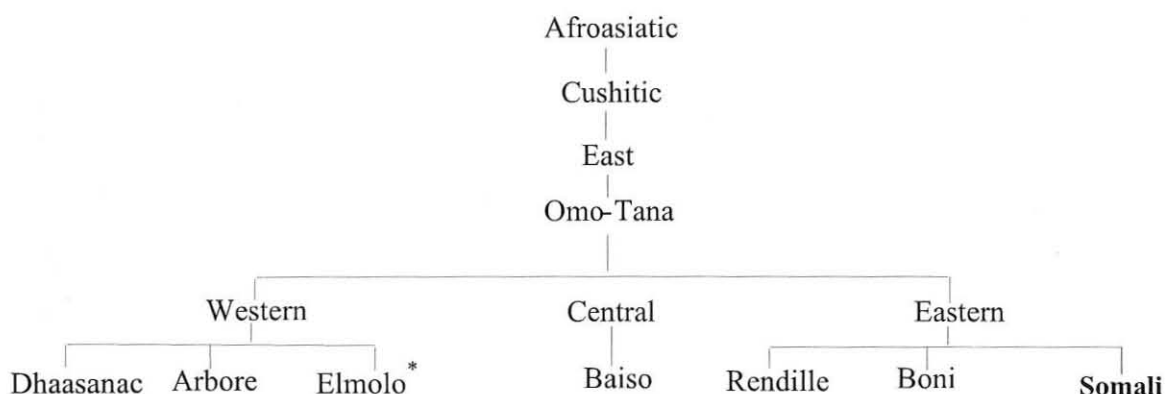 Afroasiatic
Cushitic
East
Omo-Tana
Western Central Eastern
Dhaasanac Arbore Elmolo* Baiso Rendille Boni Somali